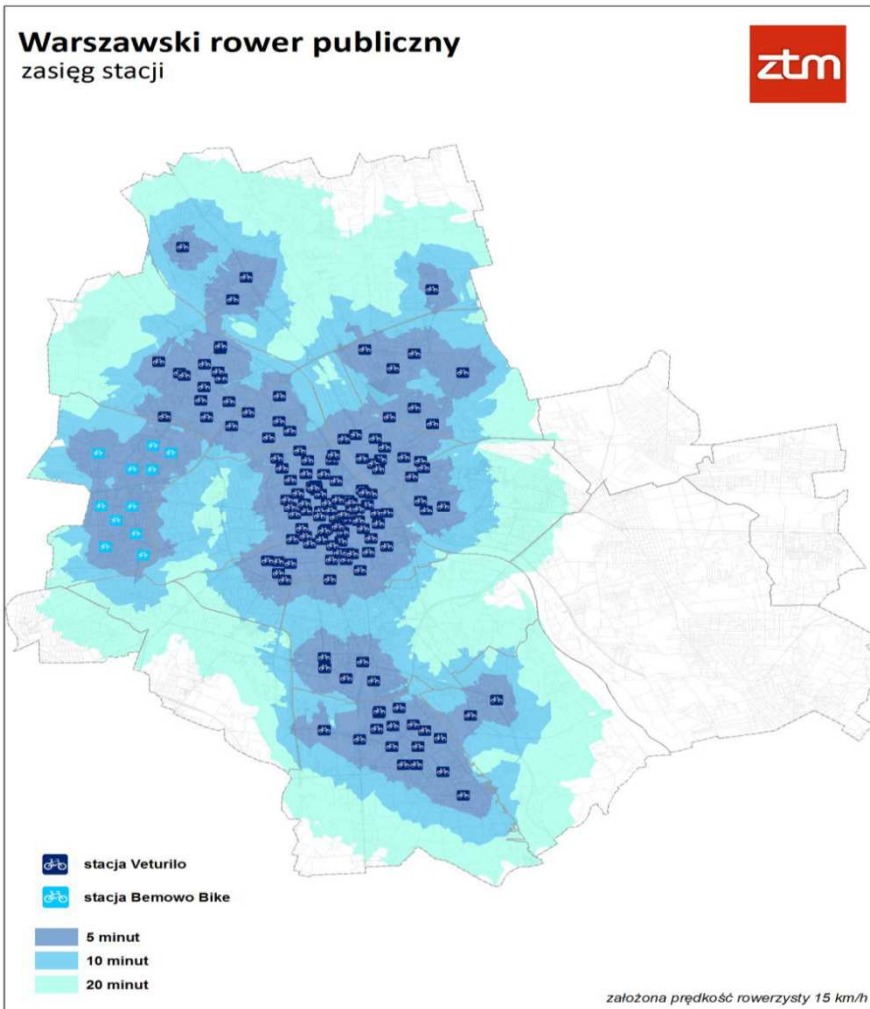 Warszawski rower publiczny
zasięg stacji
ztm
stacja Veturilo
stacja Bemowo Bike
5 minut
10 minut
20 minut
założona prędkość rowerzysty 15 km/h